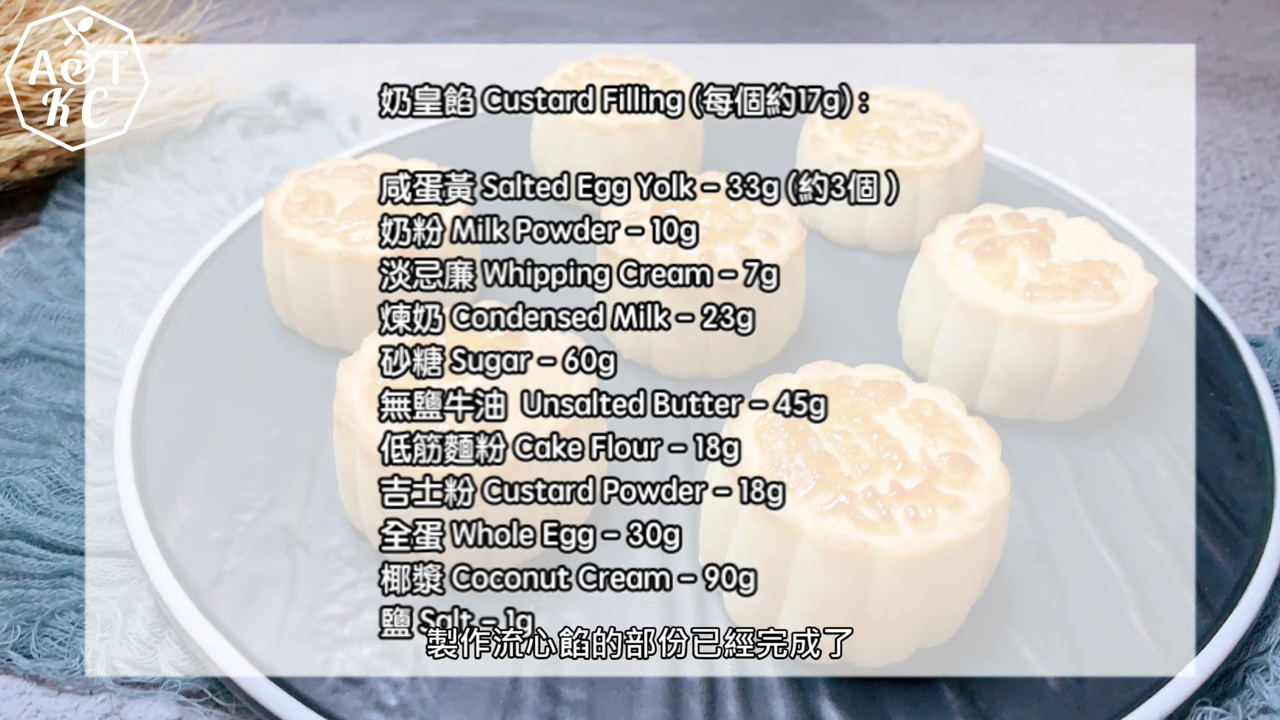 A&T
KC
奶皇餡 Custard Filling (每個約17g) :
咸蛋黃 Salted Egg Yolk - 33g (約3個 )
奶粉 Milk Powder - 10g
淡忌廉 Whipping Cream - 7g
煉奶 Condensed Milk - 23g
砂糖 Sugar - 60g
無鹽牛油 Unsalted Butter - 45g
低筋麵粉 Cake Flour - 18g
吉士粉 Custard Powder - 18g
全蛋 Whole Egg - 30g
椰漿 Coconut Cream - 90g
鹽 Salt - 1g
製作流心餡的部份已經完成了